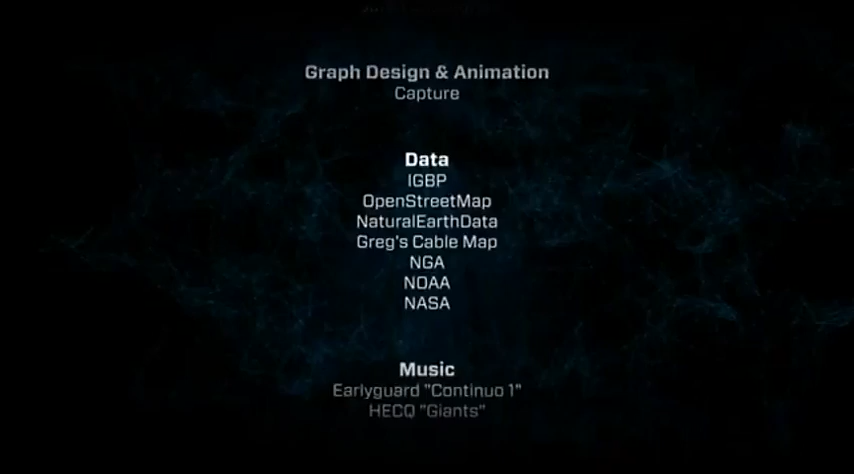 Graph Design & Animation
Capture
Data
IGBP
OpenStreetMap
NaturalEarthData
Greg's Cable Map
NGA
NOAA
NASA
Music
Earlyguard "Continuo 1"
HECQ "Giants"